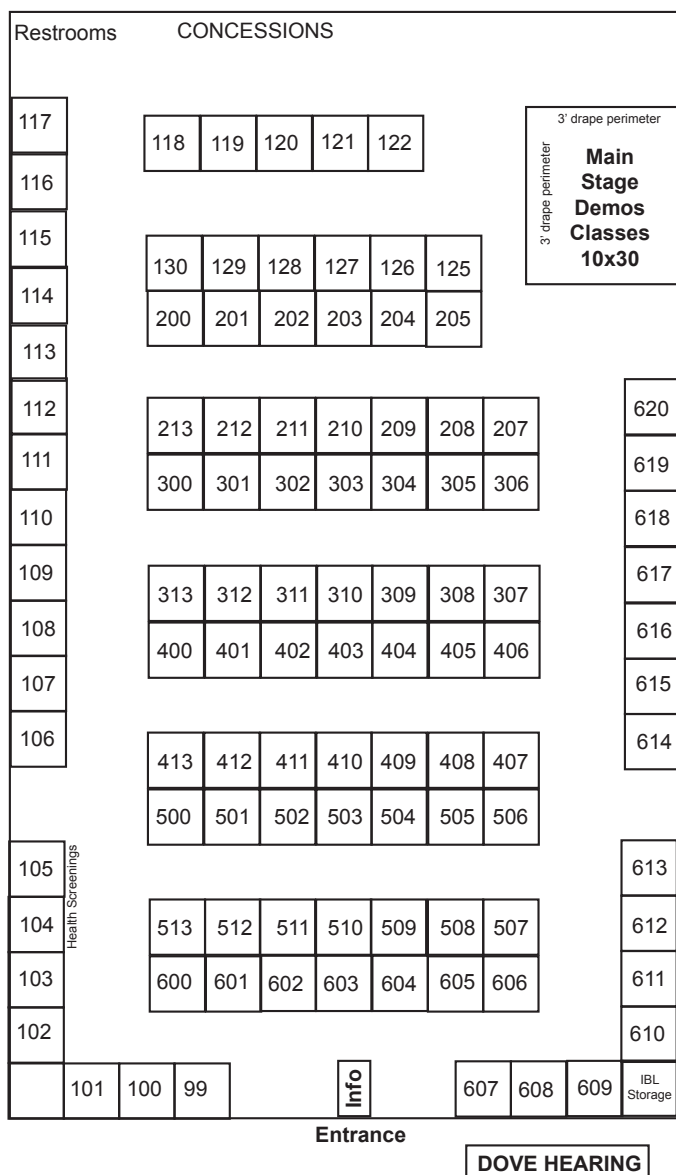 Restrooms CONCESSIONS
3' drape perimeter
3' drape perimeter
Main
Stage
Demos
Classes
10x30
117
116
115
114
113
112
111
110
109
108
107
106
118 119 120 121 122
130 129 128 127 126 125
200 201 202 203 204 205
213 212 211 210 209 208 207
300 301 302 303 304 305 306
313 312 311 310 309 308 307
400 401 402 403 404 405 406
413 412 411 410 409 408 407
500 501 502 503 504 505 506
513 512 511 510 509 508 507
600 601 602 603 604 605 606
620
619
618
617
616
615
614
105
104
103
102
Health Screenings
613
612
611
610
101 100 99
Info
607 608 609
IBL
Storage
Entrance
DOVE HEARING